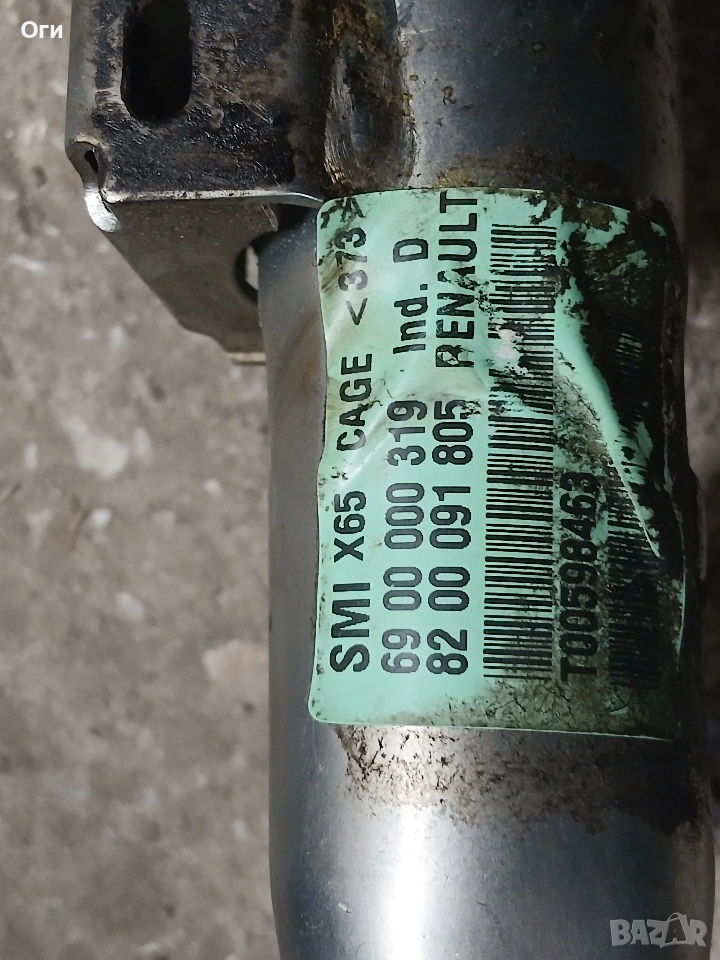 Оги
SMI X65 CAGE <373>
69 00 000 319 Ind. D
82 00 091 805 RENAULT
T00598463
BAZAR